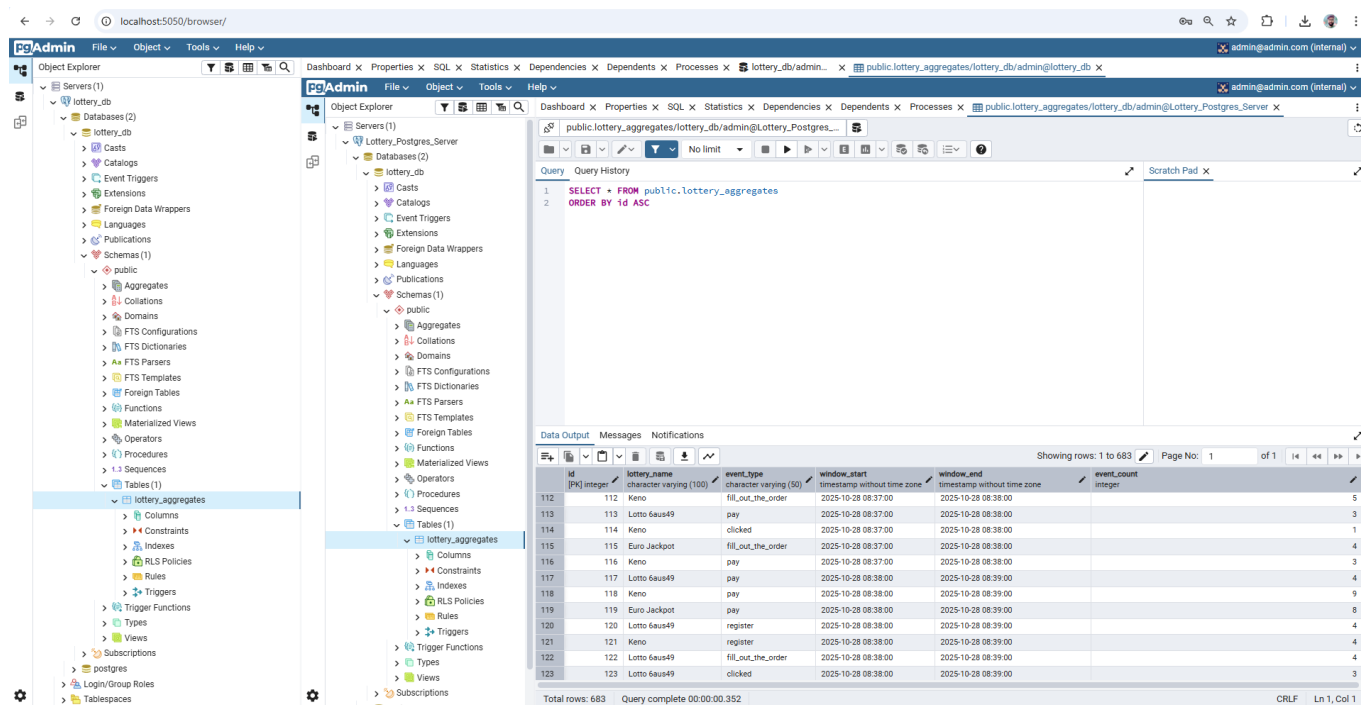 localhost:5050/browser/
pgAdmin File Object Tools Help admin@admin.com (internal)
Object Explorer
Dashboard Properties SQL Statistics Dependencies Dependents Processes lottery_db/admin... public.lottery_aggregates/lottery_db/admin@lottery_db
Servers (1)
lottery_db
Databases (2)
lottery_db
Casts
Catalogs
Event Triggers
Extensions
Foreign Data Wrappers
Languages
Publications
Schemas (1)
public
Aggregates
Collations
Domains
FTS Configurations
FTS Dictionaries
Aa FTS Parsers
FTS Templates
Foreign Tables
Functions
Materialized Views
Operators
Procedures
1..3 Sequences
Tables (1)
lottery_aggregates
Columns
Constraints
Indexes
RLS Policies
Rules
Triggers
Trigger Functions
Types
Views
Subscriptions
postgres
Login/Group Roles
Tablespaces
pgAdmin File Object Tools Help admin@admin.com (internal)
Object Explorer
Dashboard Properties SQL Statistics Dependencies Dependents Processes public.lottery_aggregates/lottery_db/admin@Lottery_Postgres_Server
Servers (1)
Lottery_Postgres_Server
Databases (2)
lottery_db
Casts
Catalogs
Event Triggers
Extensions
Foreign Data Wrappers
Languages
Publications
Schemas (1)
public
Aggregates
Collations
Domains
FTS Configurations
FTS Dictionaries
Aa FTS Parsers
FTS Templates
Foreign Tables
Functions
Materialized Views
Operators
Procedures
1..3 Sequences
Tables (1)
lottery_aggregates
Columns
Constraints
Indexes
RLS Policies
Rules
Triggers
Trigger Functions
Types
Views
Subscriptions
public.lottery_aggregates/lottery_db/admin@Lottery_Postgres_...
No limit
Query Query History
Scratch Pad
1 SELECT * FROM public.lottery_aggregates
2 ORDER BY id ASC
Data Output Messages Notifications
Showing rows: 1 to 683 Page No: 1 of 1
id lottery_name event_type window_start window_end event_count
[PK] integer character varying (100) character varying (50) timestamp without time zone timestamp without time zone integer
112 112 Keno fill_out_the_order 2025-10-28 08:37:00 2025-10-28 08:38:00 5
113 113 Lotto 6aus49 pay 2025-10-28 08:37:00 2025-10-28 08:38:00 3
114 114 Keno clicked 2025-10-28 08:37:00 2025-10-28 08:38:00 1
115 115 Euro Jackpot fill_out_the_order 2025-10-28 08:37:00 2025-10-28 08:38:00 4
116 116 Keno pay 2025-10-28 08:37:00 2025-10-28 08:38:00 3
117 117 Lotto 6aus49 pay 2025-10-28 08:38:00 2025-10-28 08:39:00 4
118 118 Keno pay 2025-10-28 08:38:00 2025-10-28 08:39:00 9
119 119 Euro Jackpot pay 2025-10-28 08:38:00 2025-10-28 08:39:00 8
120 120 Lotto 6aus49 register 2025-10-28 08:38:00 2025-10-28 08:39:00 4
121 121 Keno register 2025-10-28 08:38:00 2025-10-28 08:39:00 4
122 122 Lotto 6aus49 fill_out_the_order 2025-10-28 08:38:00 2025-10-28 08:39:00 4
123 123 Lotto 6aus49 clicked 2025-10-28 08:38:00 2025-10-28 08:39:00 3
Total rows: 683 Query complete 00:00:00.352 CRLF Ln 1, Col 1